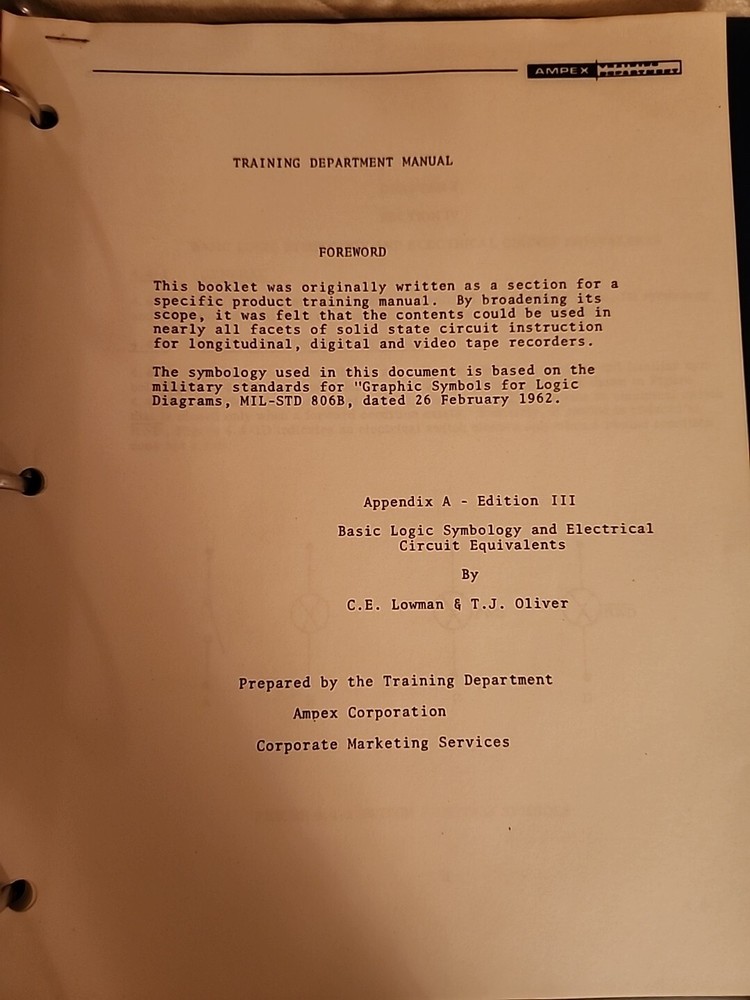 AMPEX
TRAINING DEPARTMENT MANUAL
FOREWORD
This booklet was originally written as a section for a
specific product training manual. By broadening its
scope, it was felt that the contents could be used in
nearly all facets of solid state circuit instruction
for longitudinal, digital and video tape recorders.
The symbology used in this document is based on the
military standards for "Graphic Symbols for Logic
Diagrams, MIL-STD 806B, dated 26 February 1962.
Appendix A - Edition III
Basic Logic Symbology and Electrical
Circuit Equivalents
By
C.E. Lowman & T.J. Oliver
Prepared by the Training Department
Ampex Corporation
Corporate Marketing Services